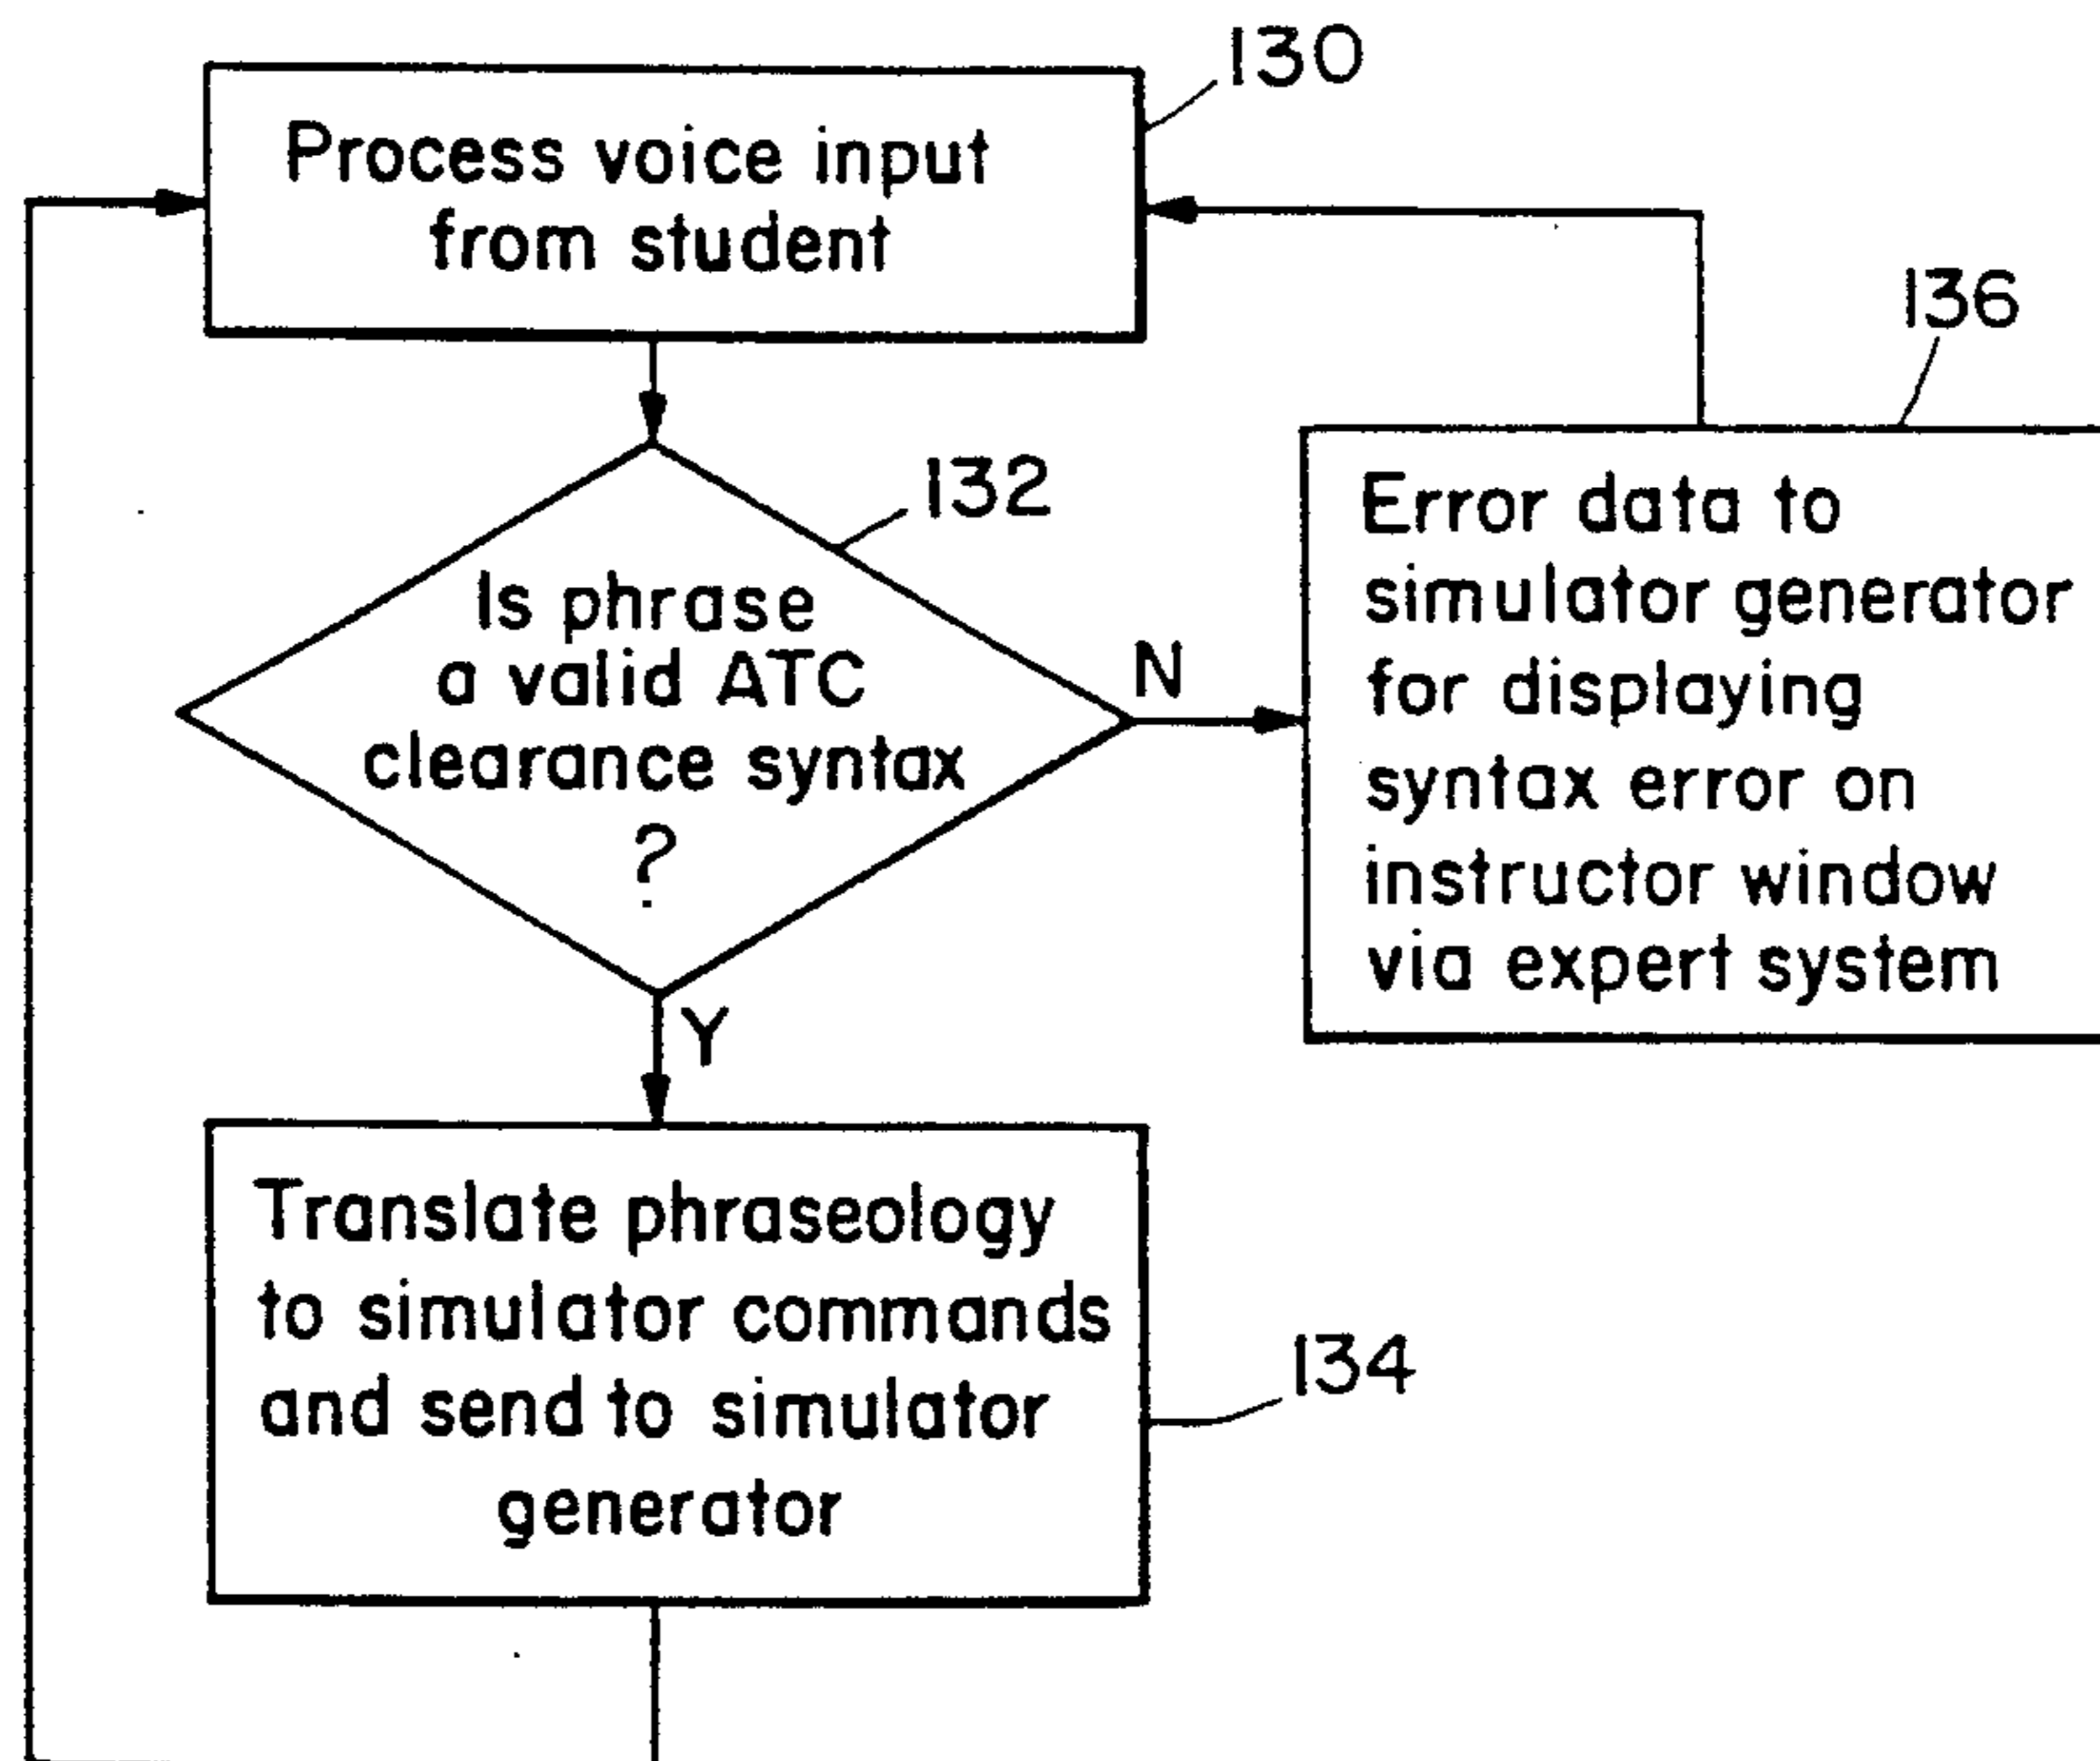 130
Process voice input
from student
136
132
Is phrase
a valid ATC
clearance syntax
?
N
Y
Error data to
simulator generator
for displaying
syntax error on
instructor window
via expert system
Translate phraseology
to simulator commands
and send to simulator
generator
134